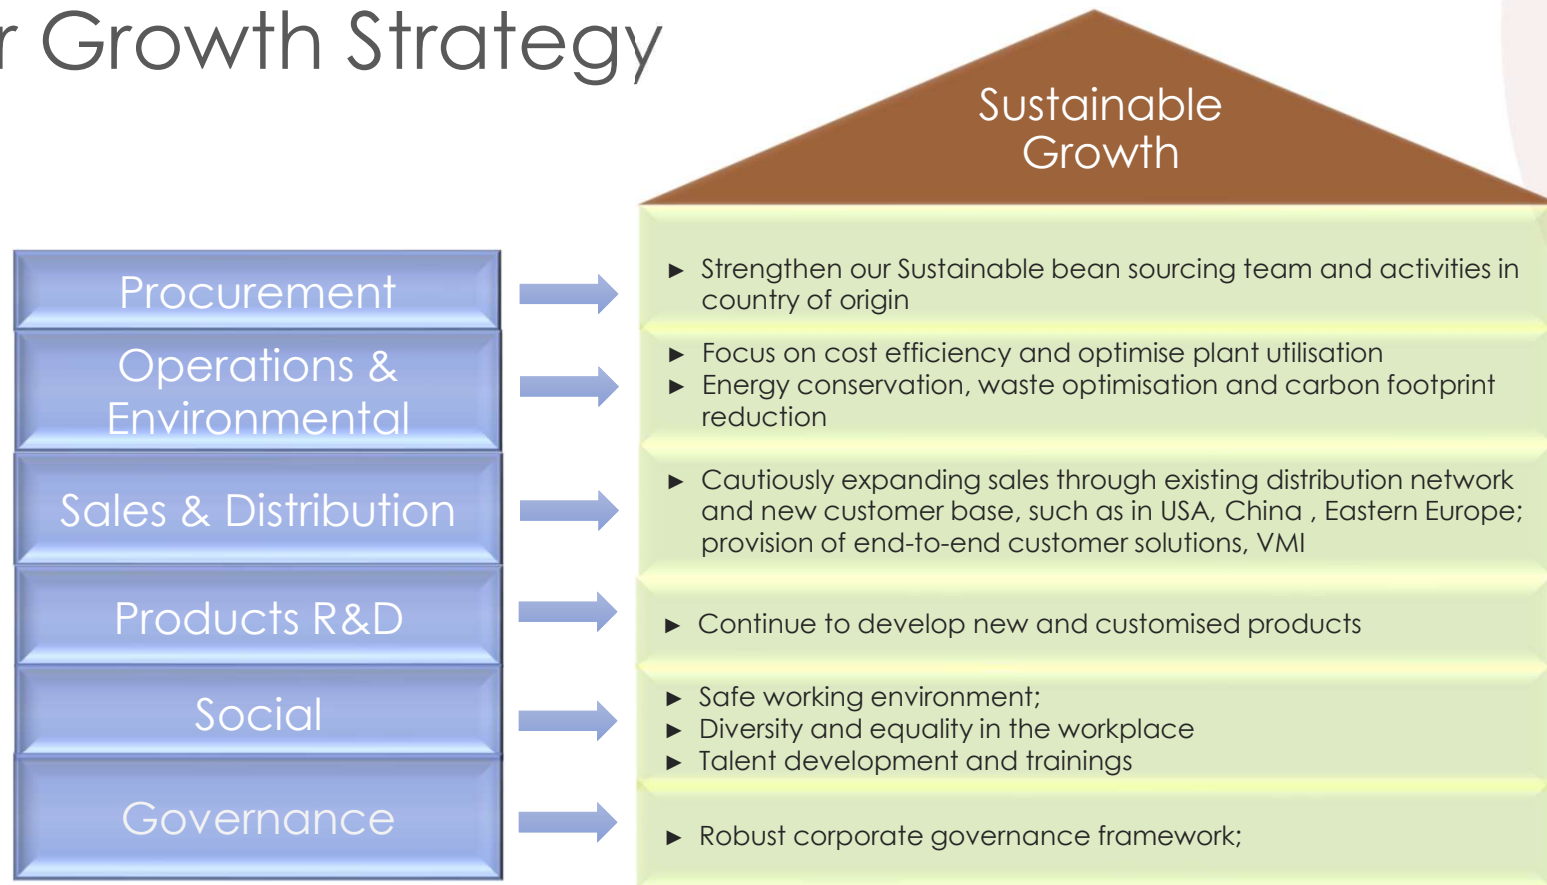 r Growth Strategy
Sustainable
Growth
Procurement
► Strengthen our Sustainable bean sourcing team and activities in
country of origin
Operations &
Environmental
► Focus on cost efficiency and optimise plant utilisation
► Energy conservation, waste optimisation and carbon footprint
reduction
Sales & Distribution
► Cautiously expanding sales through existing distribution network
and new customer base, such as in USA, China , Eastern Europe;
provision of end-to-end customer solutions, VMI
Products R&D
► Continue to develop new and customised products
Social
► Safe working environment;
► Diversity and equality in the workplace
► Talent development and trainings
Governance
► Robust corporate governance framework;